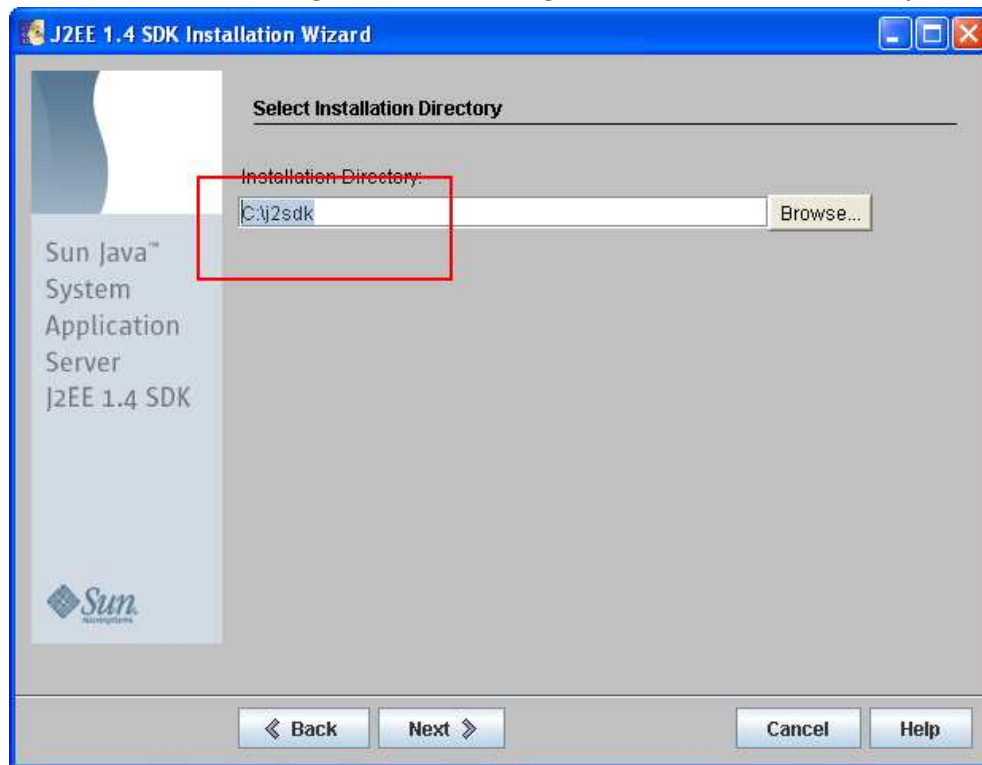 J2EE 1.4 SDK Installation Wizard
Select Installation Directory
Installation Directory:
C:\j2sdk
Browse...
Sun Java™
System
Application
Server
J2EE 1.4 SDK
Sun
microsystems
Back
Next
Cancel
Help